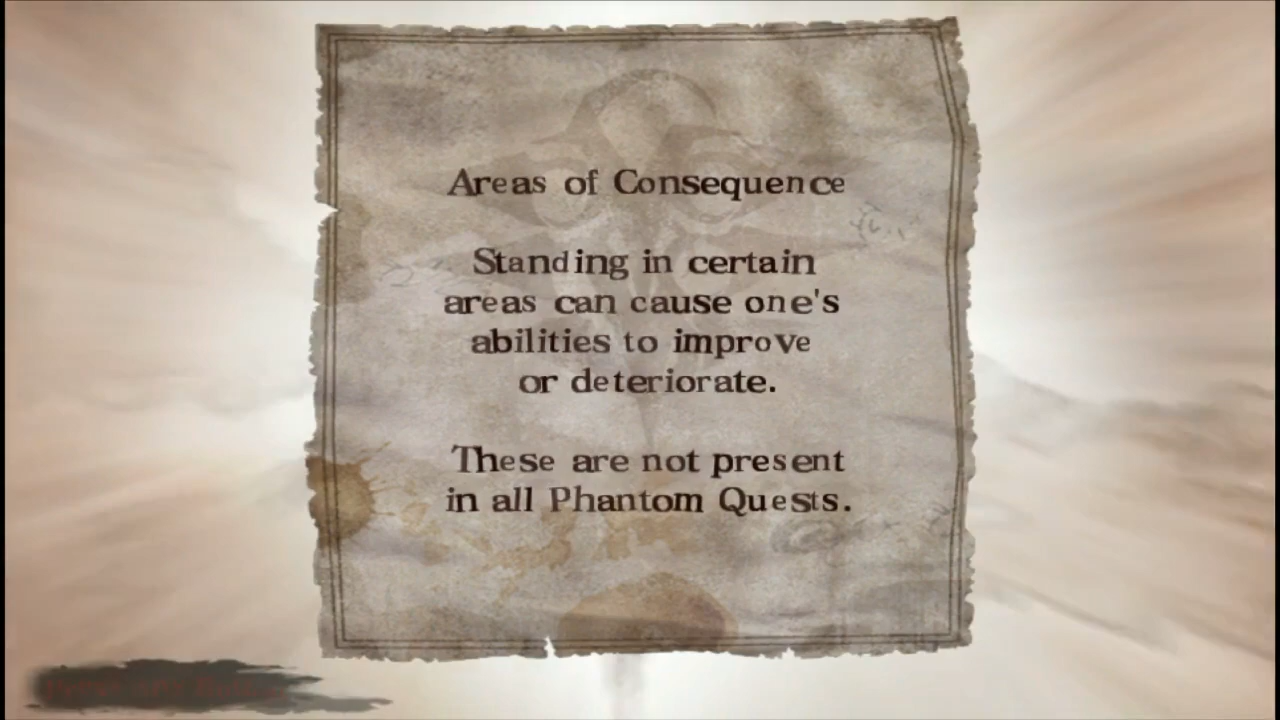 Areas of Consequence
Standing in certain
areas can cause one's
abilities to improve
or deteriorate.
These are not present
in all Phantom Quests.